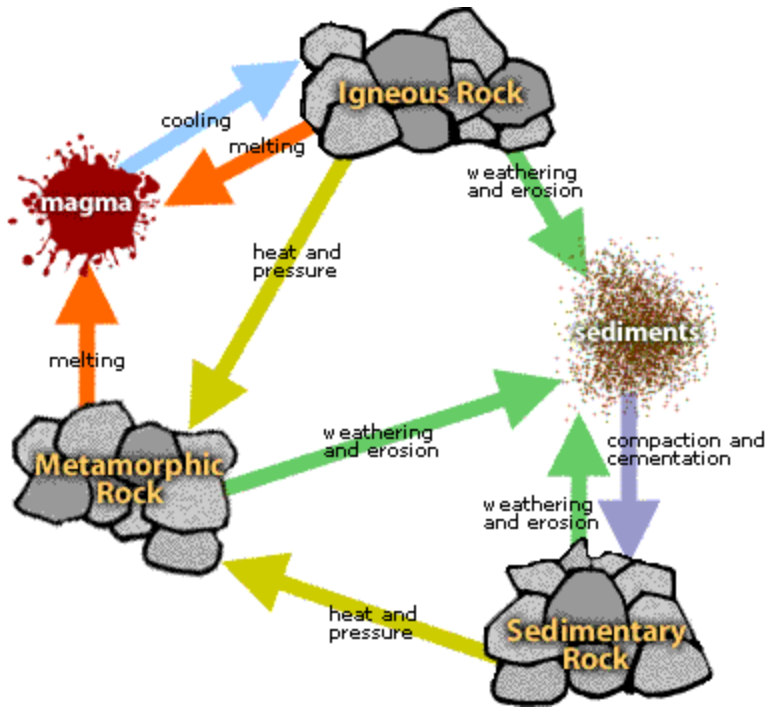 Igneous Rock
cooling
melting
magma
weathering
and erosion
heat and
pressure
sediments
melting
weathering
and erosion
compaction and
cementation
Metamorphic
Rock
weathering
and erosion
heat and
pressure
Sedimentary
Rock